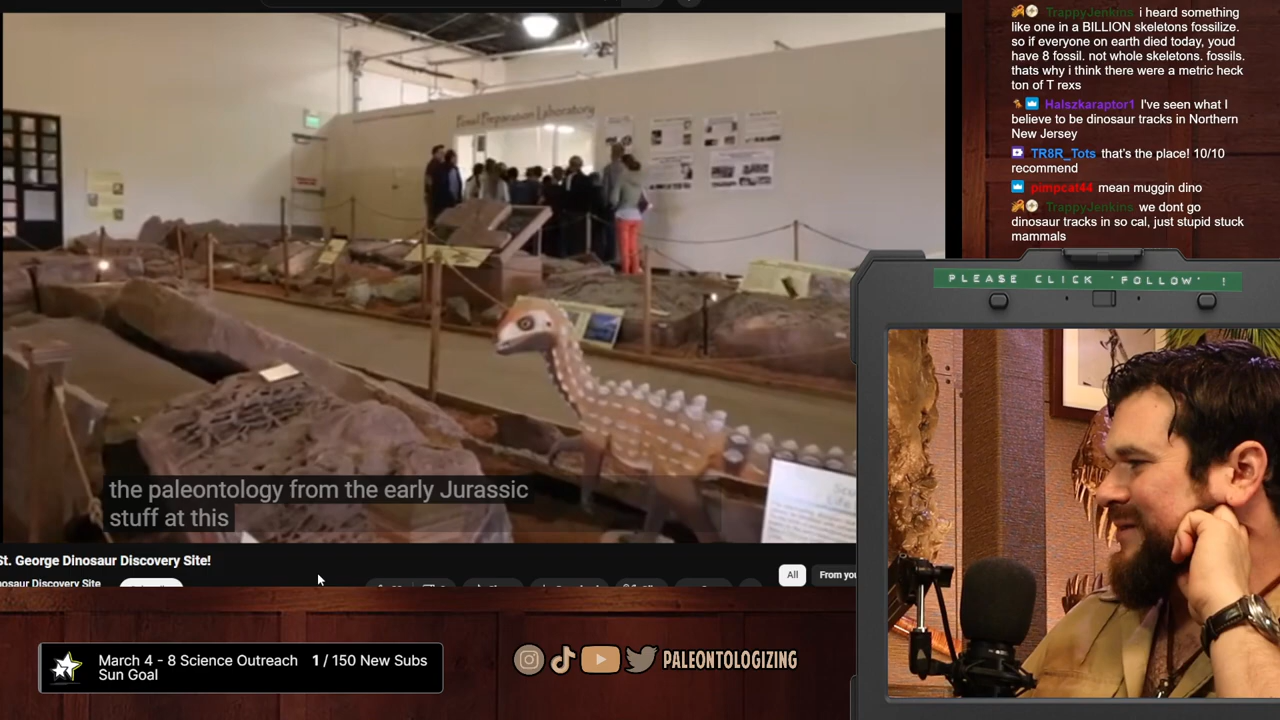 Fossil Preparation Laboratory
the paleontology from the early Jurassic
stuff at this
St. George Dinosaur Discovery Site!
Dinosaur Discovery Site
All
From you
TrappyJenkins i heard something
like one in a BILLION skeletons fossilize.
so if everyone on earth died today, youd
have 8 fossil. not whole skeletons. fossils.
thats why i think there were a metric heck
ton of T rexs
Halszkaraptor1 I've seen what I
believe to be dinosaur tracks in Northern
New Jersey
TR8R_Tots that's the place! 10/10
recommend
pimpcat44 mean muggin dino
TrappyJenkins we dont go
dinosaur tracks in so cal, just stupid stuck
mammals
PLEASE CLICK "FOLLOW" !
March 4 - 8 Science Outreach 1 / 150 New Subs
Sun Goal
PALEONTOLOGIZING